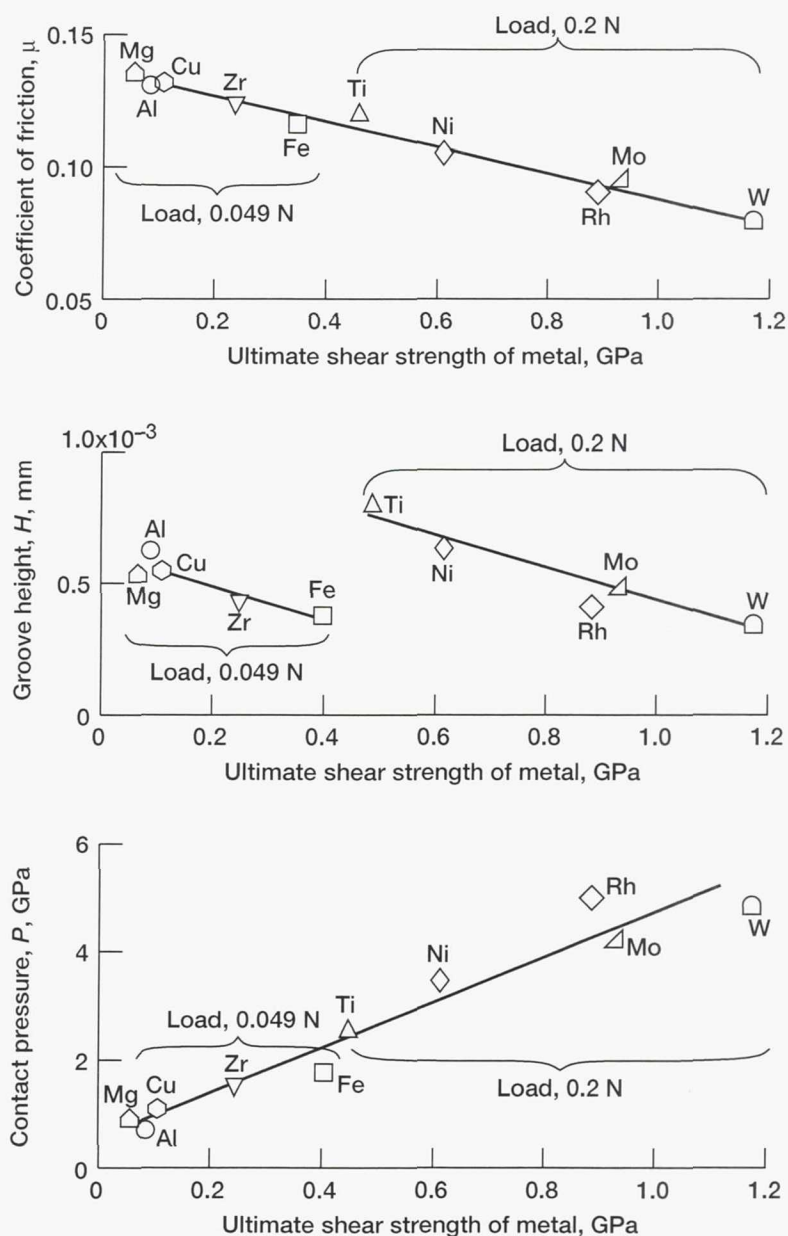 0.15
Load, 0.2 N
Mg
Cu
Al
Zr
Ti
Fe
Ni
Mo
Rh
W
0.10
Load, 0.049 N
0.05
Coefficient of friction, μ
0 0.2 0.4 0.6 0.8 1.0 1.2
Ultimate shear strength of metal, GPa
1.0x10⁻³
Load, 0.2 N
Al
Cu
Mg
Zr
Fe
Ti
Ni
Mo
Rh
W
0.5
Load, 0.049 N
0
Groove height, H, mm
0 0.2 0.4 0.6 0.8 1.0 1.2
Ultimate shear strength of metal, GPa
6
Rh
W
Mo
4
Ni
Ti
Load, 0.049 N
2
Zr
Fe
Load, 0.2 N
Mg
Cu
Al
0
Contact pressure, P, GPa
0 0.2 0.4 0.6 0.8 1.0 1.2
Ultimate shear strength of metal, GPa